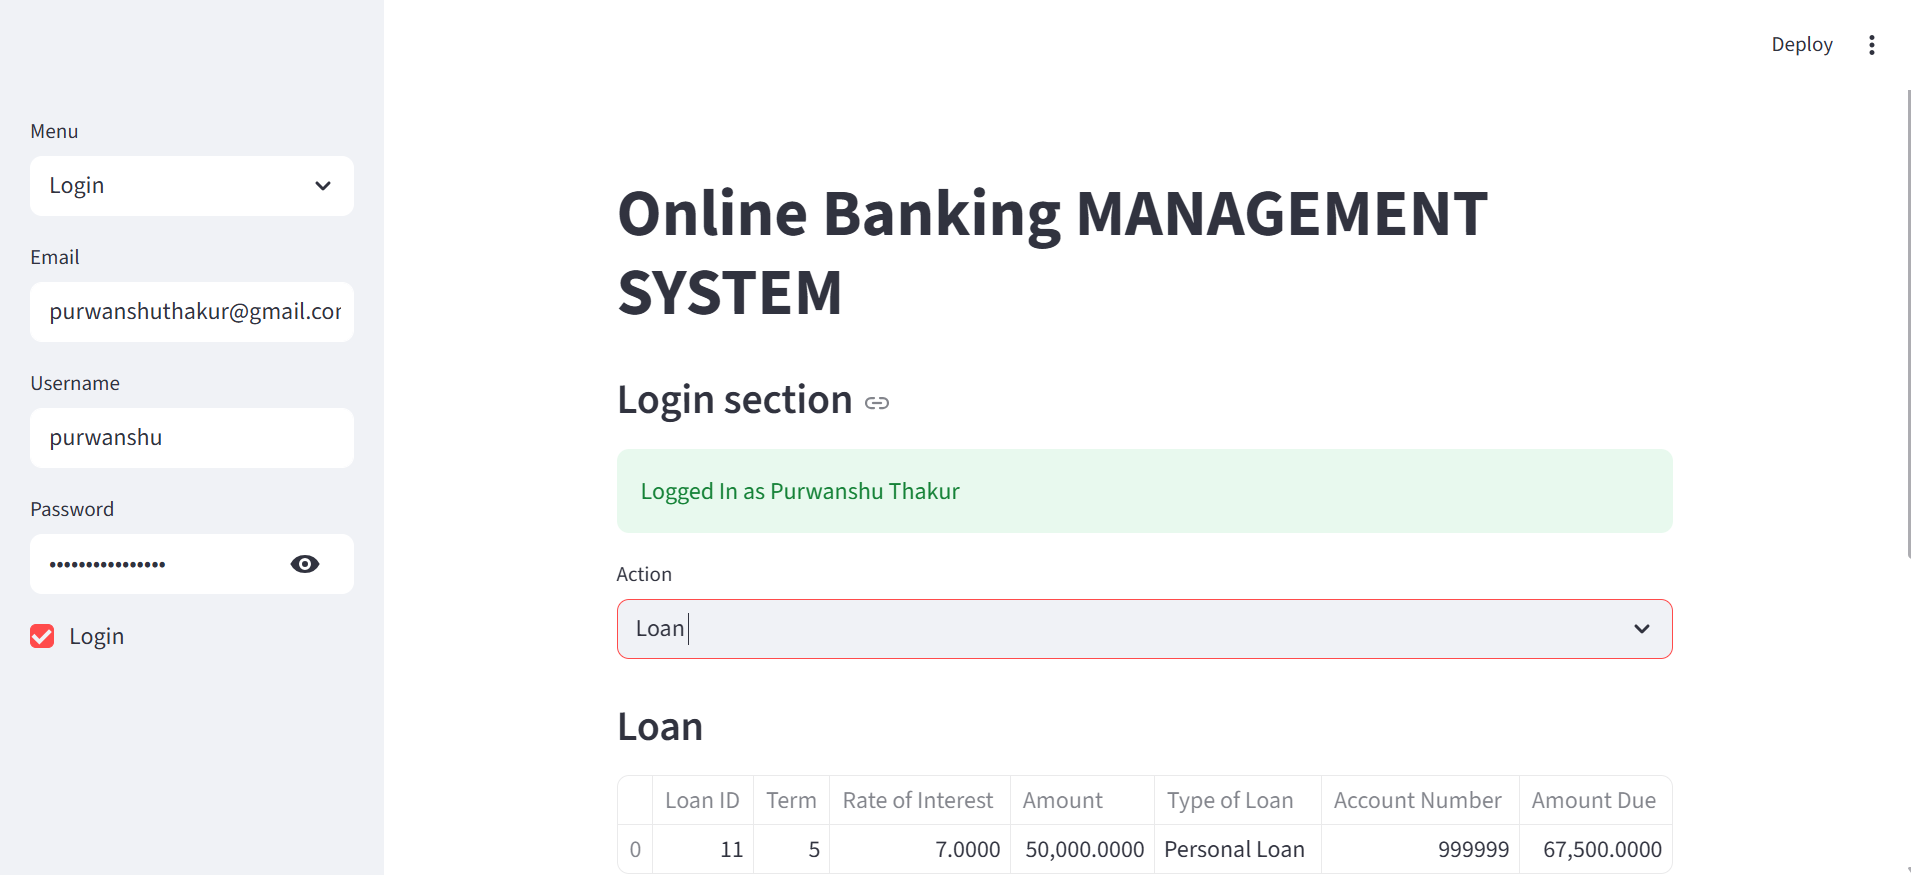 Deploy
Menu
Login
Email
purwanshuthakur@gmail.cor
Username
purwanshu
Password
••••••••••••••••
Login
Online Banking MANAGEMENT
SYSTEM
Login section
Logged In as Purwanshu Thakur
Action
Loan
Loan
Loan ID Term Rate of Interest Amount Type of Loan Account Number Amount Due
0 11 5 7.0000 50,000.0000 Personal Loan 999999 67,500.0000